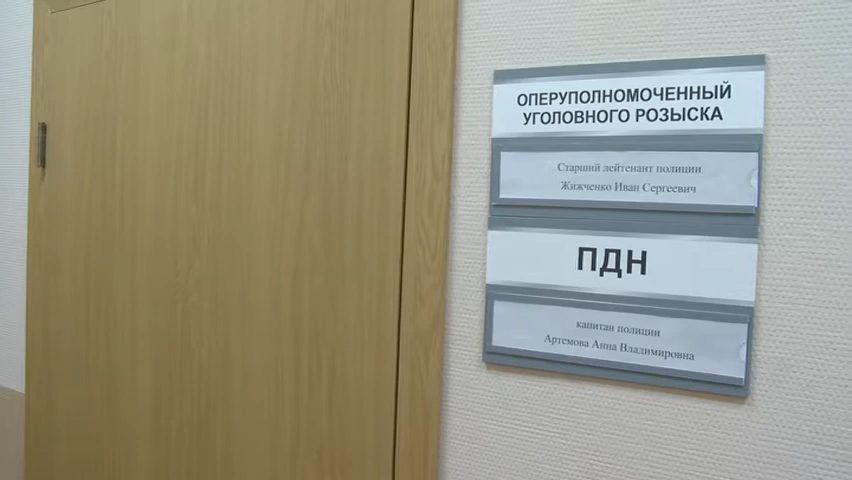 ОПЕРУПОЛНОМОЧЕННЫЙ
УГОЛОВНОГО РОЗЫСКА
Старший лейтенант полиции
Жижченко Иван Сергеевич
ПДН
капитан полиции
Артемова Анна Владимировна